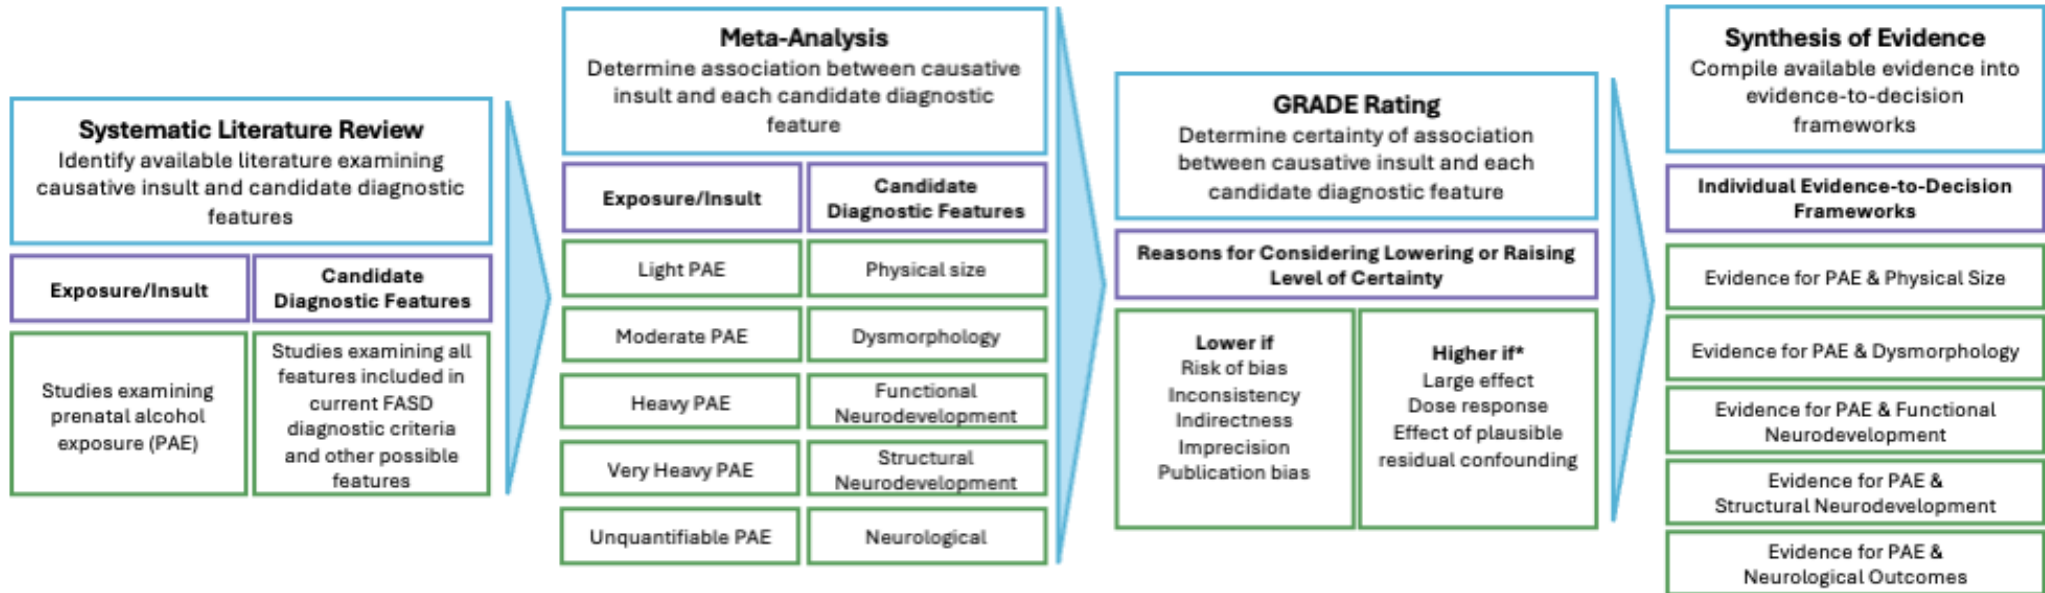 Systematic Literature Review
Identify available literature examining
causative insult and candidate diagnostic
features
Exposure/Insult
Candidate
Diagnostic Features
Studies examining
prenatal alcohol
exposure (PAE)
Studies examining all
features included in
current FASD
diagnostic criteria
and other possible
features
Meta-Analysis
Determine association between causative
insult and each candidate diagnostic
feature
Exposure/Insult
Candidate
Diagnostic Features
Light PAE
Physical size
Moderate PAE
Dysmorphology
Heavy PAE
Functional
Neurodevelopment
Very Heavy PAE
Structural
Neurodevelopment
Unquantifiable PAE
Neurological
GRADE Rating
Determine certainty of association
between causative insult and each
candidate diagnostic feature
Reasons for Considering Lowering or Raising
Level of Certainty
Lower if
Risk of bias
Inconsistency
Indirectness
Imprecision
Publication bias
Higher if*
Large effect
Dose response
Effect of plausible
residual confounding
Synthesis of Evidence
Compile available evidence into
evidence-to-decision
frameworks
Individual Evidence-to-Decision
Frameworks
Evidence for PAE & Physical Size
Evidence for PAE & Dysmorphology
Evidence for PAE & Functional
Neurodevelopment
Evidence for PAE &
Structural Neurodevelopment
Evidence for PAE &
Neurological Outcomes